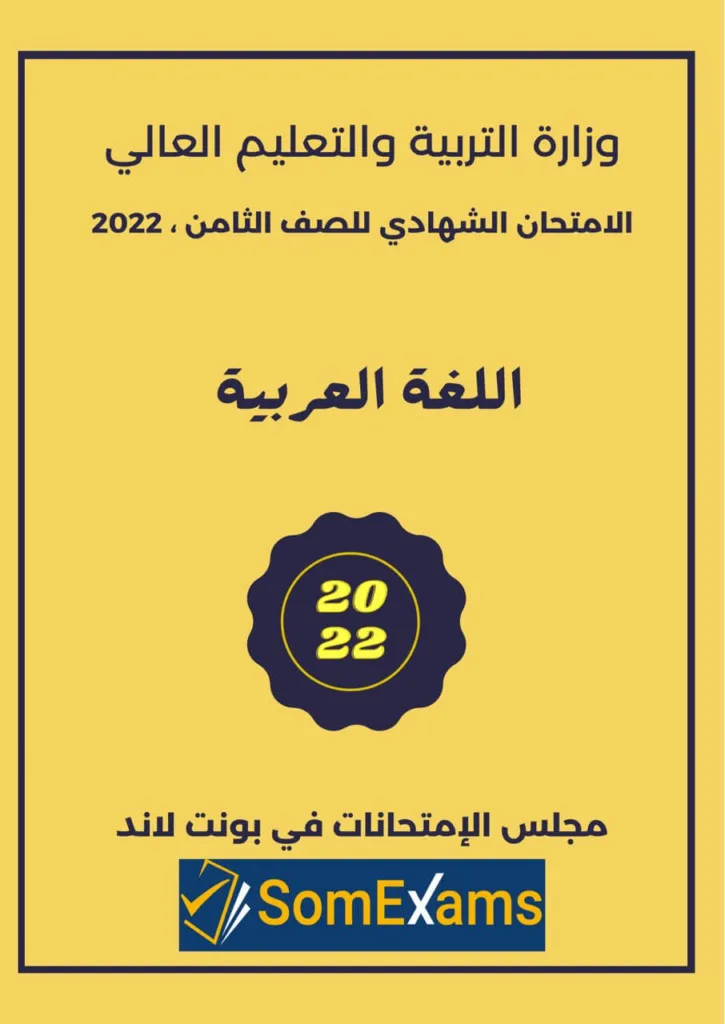 وزارة التربية والتعليم العالي
الامتحان الشهادي للصف الثامن ، 2022
اللغة العربية
20
22
مجلس الإمتحانات في بونت لاند
SomExams